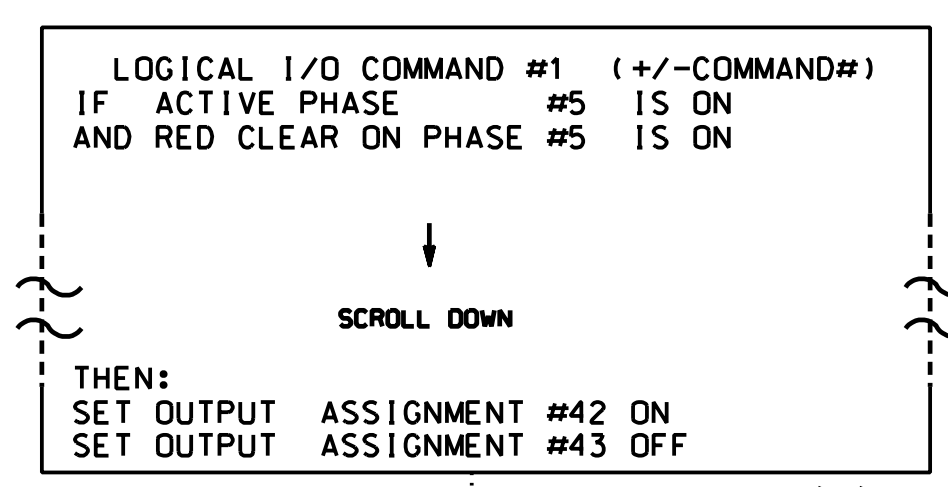 LOGICAL I/O COMMAND #1 (+/-COMMAND#)
IF ACTIVE PHASE #5 IS ON
AND RED CLEAR ON PHASE #5 IS ON
SCROLL DOWN
THEN:
SET OUTPUT ASSIGNMENT #42 ON
SET OUTPUT ASSIGNMENT #43 OFF